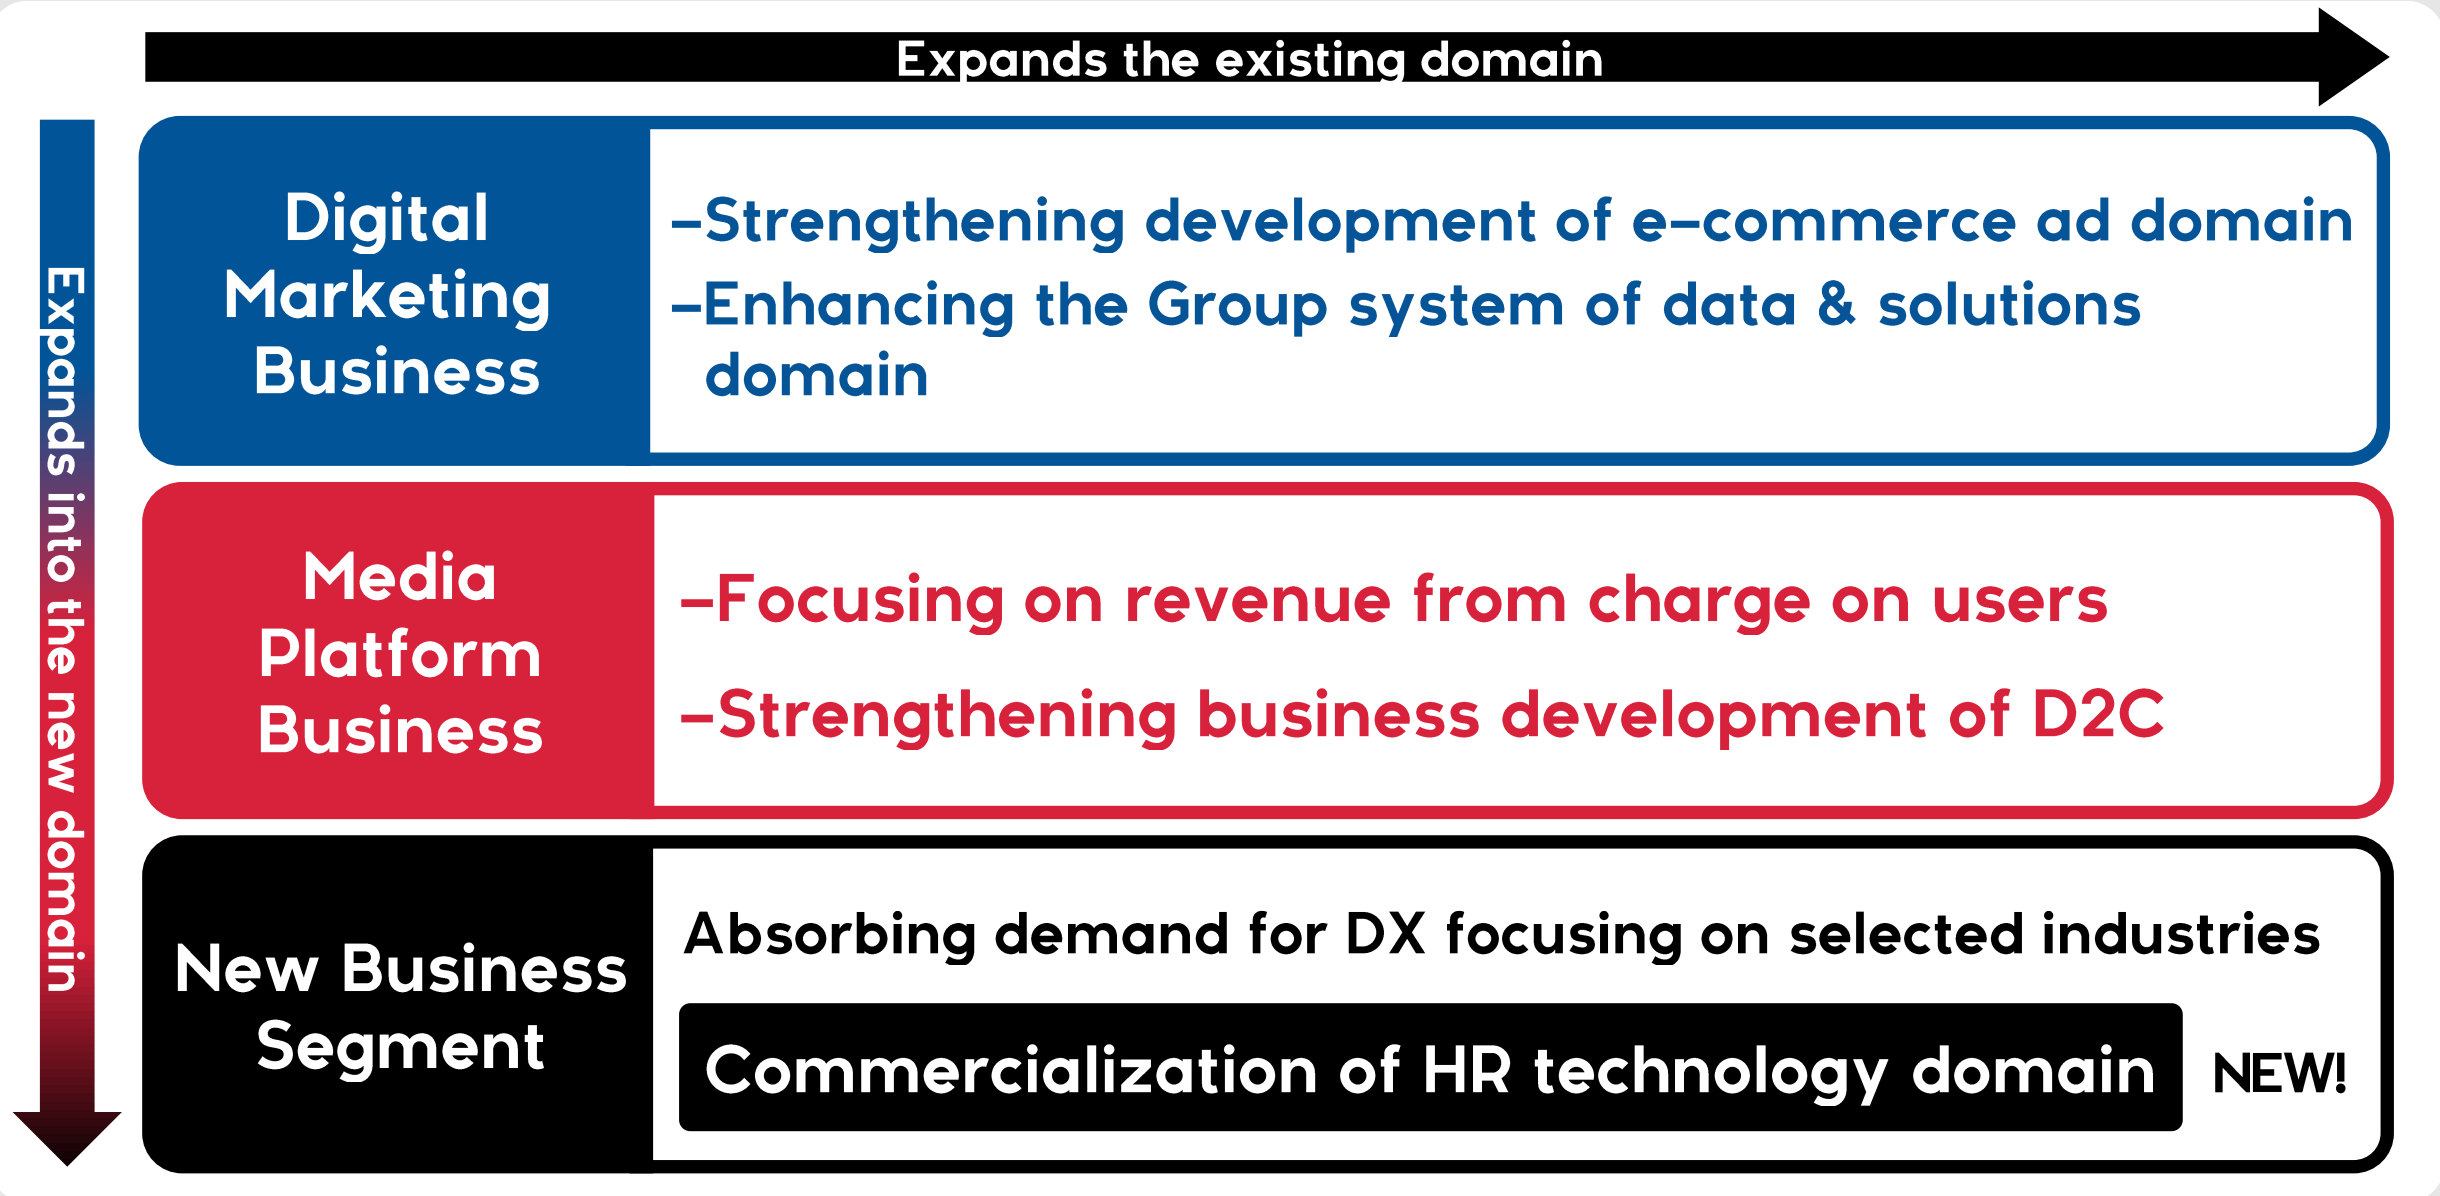 Expands the existing domain
Expands into the new domain
Digital
Marketing
Business
–Strengthening development of e–commerce ad domain
–Enhancing the Group system of data & solutions
domain
Media
Platform
Business
–Focusing on revenue from charge on users
–Strengthening business development of D2C
New Business
Segment
Absorbing demand for DX focusing on selected industries
Commercialization of HR technology domain
NEW!